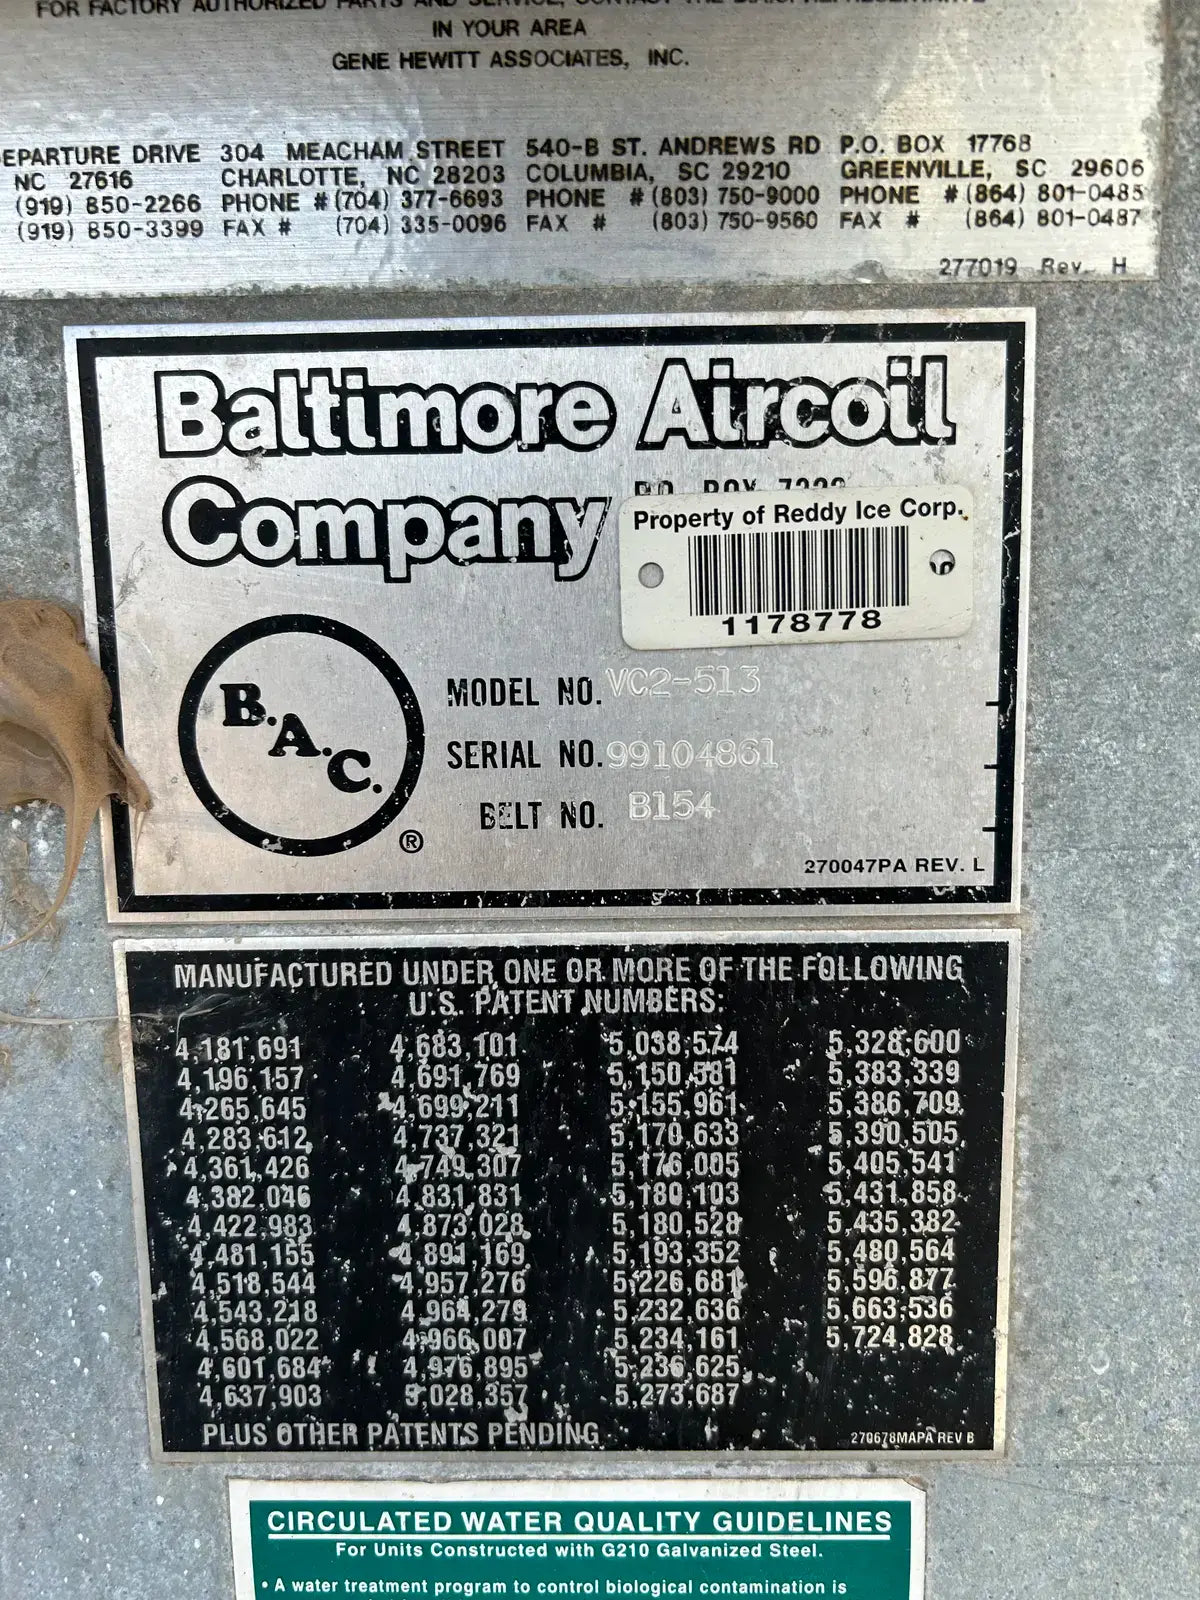 FOR FACTORY AUTHORIZED PARTS AND SERVICE, CONTACT THE B.A.C. REPRESENTATIVE
IN YOUR AREA
GENE HEWITT ASSOCIATES, INC.
EPARTURE DRIVE 304 MEACHAM STREET 540-B ST. ANDREWS RD P.O. BOX 17768
NC 27616 CHARLOTTE, NC 28203 COLUMBIA, SC 29210 GREENVILLE, SC 29606
(919) 850-2266 PHONE # (704) 377-6693 PHONE # (803) 750-9000 PHONE # (864) 801-0485
(919) 850-3399 FAX # (704) 335-0096 FAX # (803) 750-9560 FAX # (864) 801-0487
277019 Rev. H
Baltimore Aircoil
Company
P.O. BOX
Property of Reddy Ice Corp.
1178778
B.A.C.
®
MODEL NO. VC2-513
SERIAL NO. 99104861
BELT NO. B154
270047PA REV. L
MANUFACTURED UNDER ONE OR MORE OF THE FOLLOWING
U.S. PATENT NUMBERS:
4,181,691 4,683,101 5,038,574 5,328,600
4,196,157 4,691,769 5,150,581 5,383,339
4,265,645 4,699,211 5,155,961 5,386,709
4,283,612 4,737,321 5,170,633 5,390,505
4,361,426 4,749,307 5,176,005 5,405,541
4,382,046 4,831,831 5,180,103 5,431,858
4,422,983 4,873,028 5,180,528 5,435,382
4,481,155 4,891,169 5,193,352 5,480,564
4,518,544 4,957,276 5,226,681 5,596,877
4,543,218 4,964,279 5,232,636 5,663,536
4,568,022 4,966,007 5,234,161 5,724,828
4,601,684 4,976,895 5,236,625
4,637,903 5,028,357 5,273,687
PLUS OTHER PATENTS PENDING
270678MAPA REV B
CIRCULATED WATER QUALITY GUIDELINES
For Units Constructed with G210 Galvanized Steel.
• A water treatment program to control biological contamination is